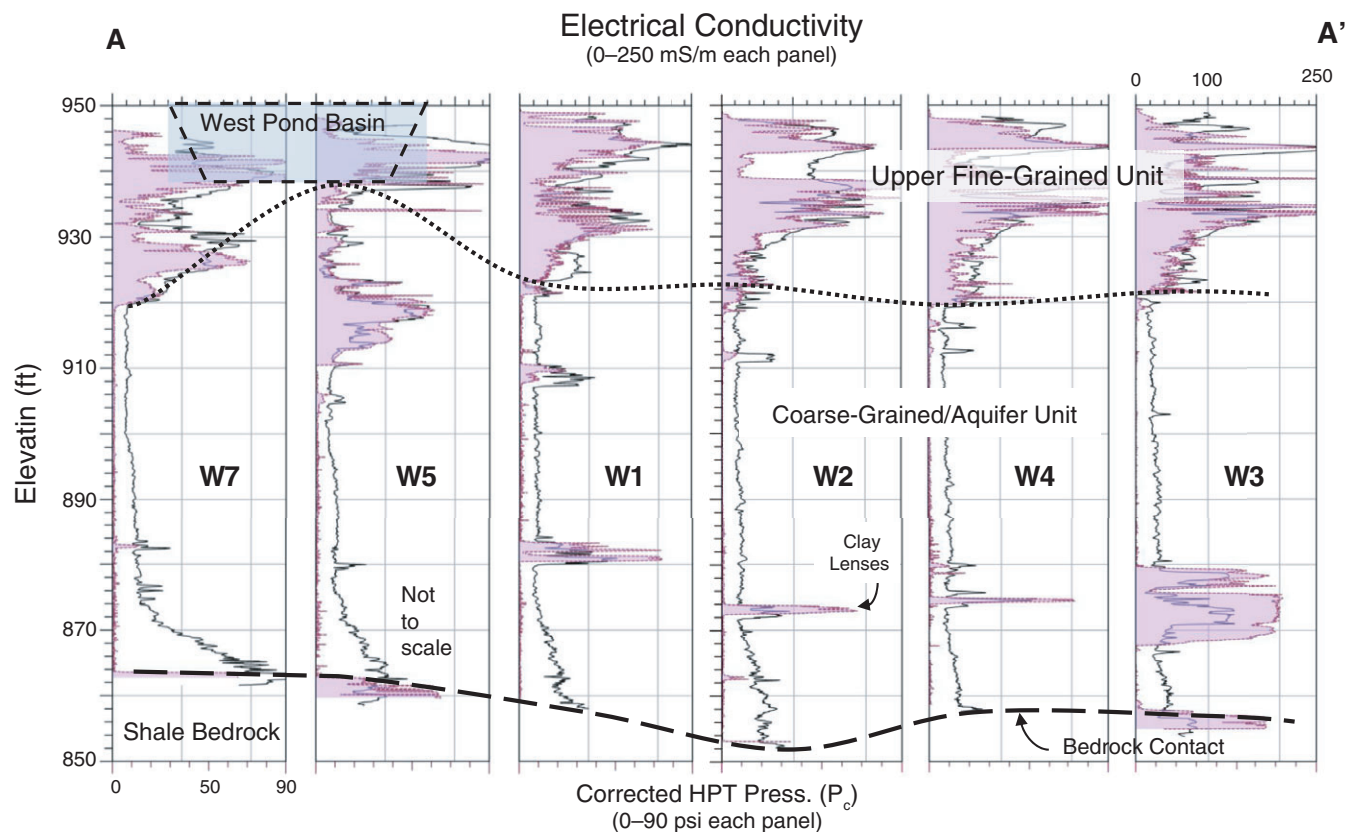 Electrical Conductivity
(0–250 mS/m each panel)
A
A’
0 100 250
950
West Pond Basin
Upper Fine-Grained Unit
930
910
Coarse-Grained/Aquifer Unit
Elevatin (ft)
W7 W5 W1 W2 W4 W3
890
Clay
Lenses
Not
to
scale
870
Shale Bedrock
Bedrock Contact
850
0 50 90
Corrected HPT Press. (Pc)
(0–90 psi each panel)